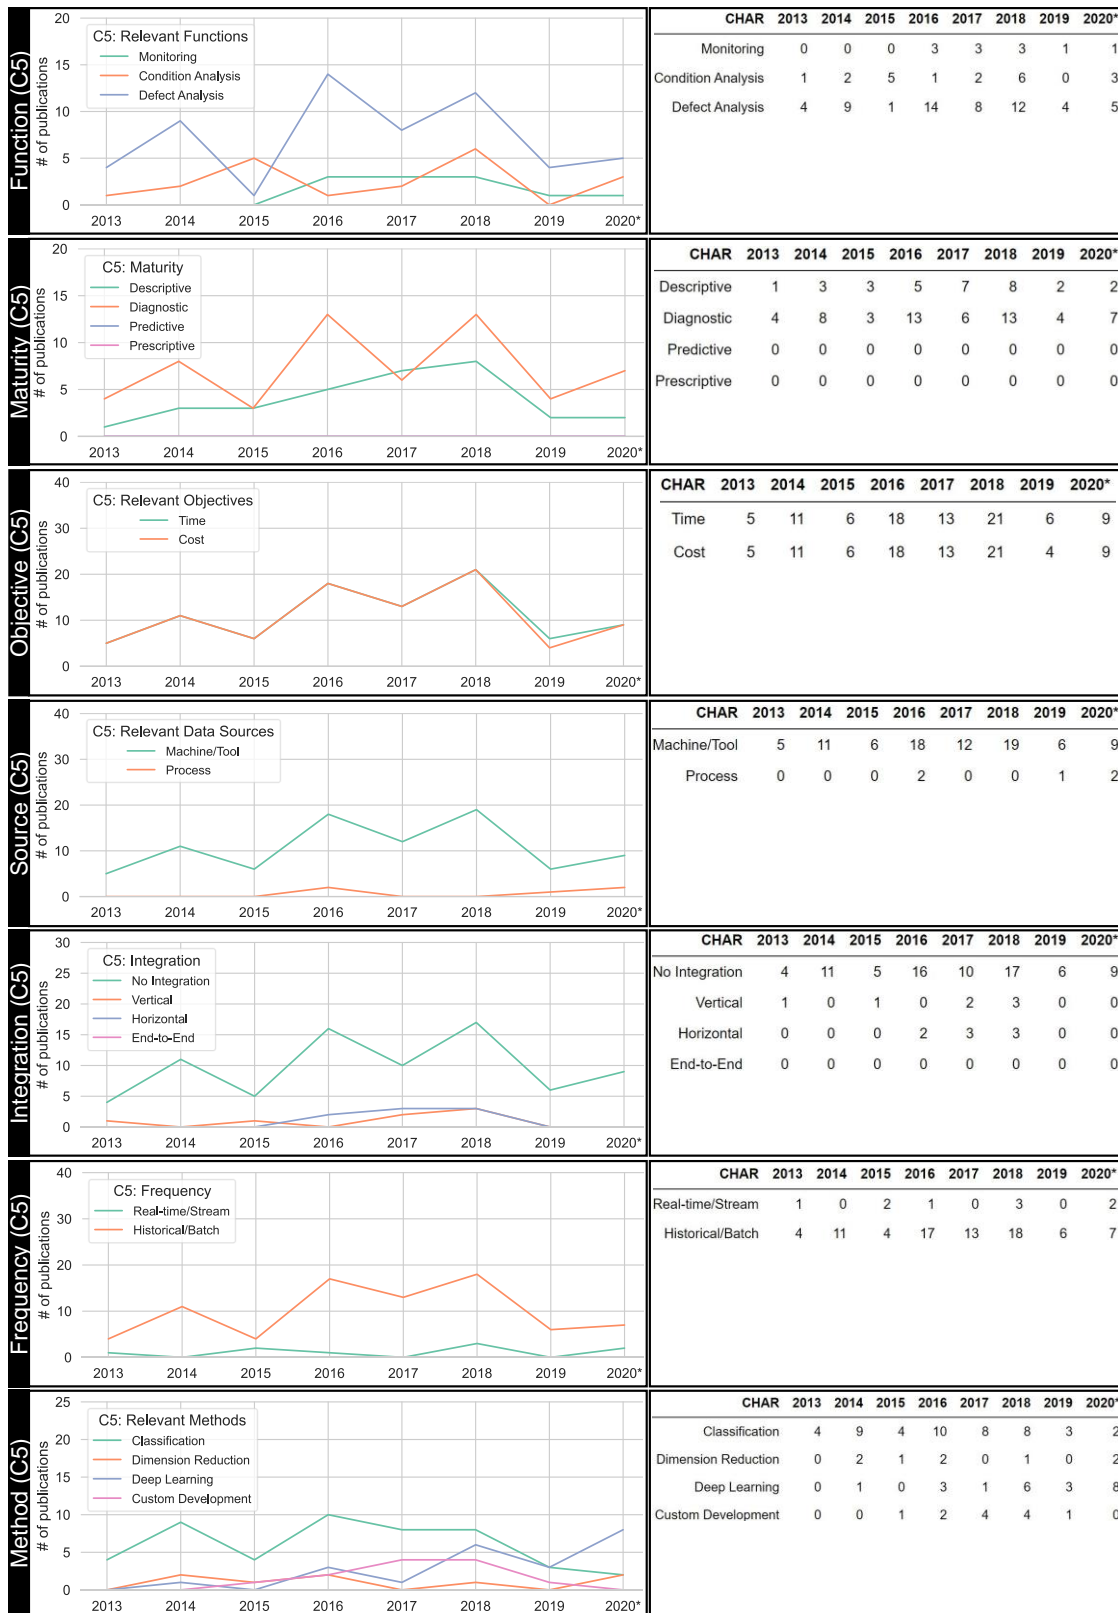 Function (C5)
# of publications
20
15
10
5
0
C5: Relevant Functions
Monitoring
Condition Analysis
Defect Analysis
2013 2014 2015 2016 2017 2018 2019 2020*
CHAR 2013 2014 2015 2016 2017 2018 2019 2020*
Monitoring 0 0 0 3 3 3 1 1
Condition Analysis 1 2 5 1 2 6 0 3
Defect Analysis 4 9 1 14 8 12 4 5
Maturity (C5)
# of publications
20
15
10
5
0
C5: Maturity
Descriptive
Diagnostic
Predictive
Prescriptive
2013 2014 2015 2016 2017 2018 2019 2020*
CHAR 2013 2014 2015 2016 2017 2018 2019 2020*
Descriptive 1 3 3 5 7 8 2 2
Diagnostic 4 8 3 13 6 13 4 7
Predictive 0 0 0 0 0 0 0 0
Prescriptive 0 0 0 0 0 0 0 0
Objective (C5)
# of publications
40
30
20
10
0
C5: Relevant Objectives
Time
Cost
2013 2014 2015 2016 2017 2018 2019 2020*
CHAR 2013 2014 2015 2016 2017 2018 2019 2020*
Time 5 11 6 18 13 21 6 9
Cost 5 11 6 18 13 21 4 9
Source (C5)
# of publications
40
30
20
10
0
C5: Relevant Data Sources
Machine/Tool
Process
2013 2014 2015 2016 2017 2018 2019 2020*
CHAR 2013 2014 2015 2016 2017 2018 2019 2020*
Machine/Tool 5 11 6 18 12 19 6 9
Process 0 0 0 2 0 0 1 2
Integration (C5)
# of publications
30
25
20
15
10
5
0
C5: Integration
No Integration
Vertical
Horizontal
End-to-End
2013 2014 2015 2016 2017 2018 2019 2020*
CHAR 2013 2014 2015 2016 2017 2018 2019 2020*
No Integration 4 11 5 16 10 17 6 9
Vertical 1 0 1 0 2 3 0 0
Horizontal 0 0 0 2 3 3 0 0
End-to-End 0 0 0 0 0 0 0 0
Frequency (C5)
# of publications
40
30
20
10
0
C5: Frequency
Real-time/Stream
Historical/Batch
2013 2014 2015 2016 2017 2018 2019 2020*
CHAR 2013 2014 2015 2016 2017 2018 2019 2020*
Real-time/Stream 1 0 2 1 0 3 0 2
Historical/Batch 4 11 4 17 13 18 6 7
Method (C5)
# of publications
25
20
15
10
5
0
C5: Relevant Methods
Classification
Dimension Reduction
Deep Learning
Custom Development
2013 2014 2015 2016 2017 2018 2019 2020*
CHAR 2013 2014 2015 2016 2017 2018 2019 2020*
Classification 4 9 4 10 8 8 3 2
Dimension Reduction 0 2 1 2 0 1 0 2
Deep Learning 0 1 0 3 1 6 3 8
Custom Development 0 0 1 2 4 4 1 0